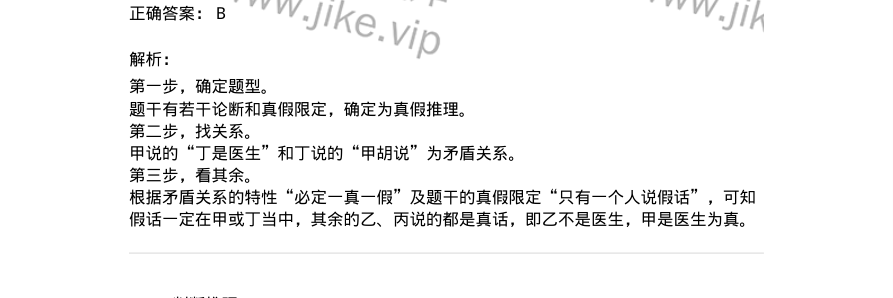 www.jike.vip
正确答案： B
解析：
第一步，确定题型。
题干有若干论断和真假限定，确定为真假推理。
第二步，找关系。
甲说的“丁是医生”和丁说的“甲胡说”为矛盾关系。
第三步，看其余。
根据矛盾关系的特性“必定一真一假”及题干的真假限定“只有一个人说假话”，可知
假话一定在甲或丁当中，其余的乙、丙说的都是真话，即乙不是医生，甲是医生为真。